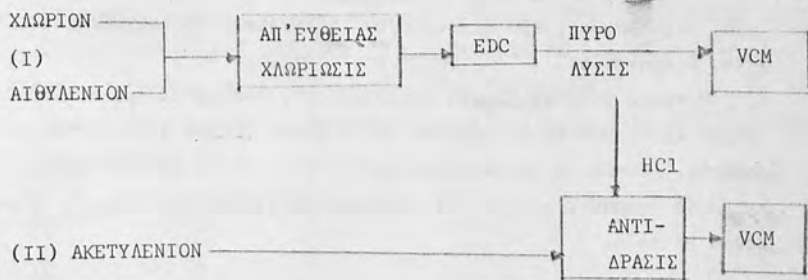 ΧΛΩΡΙΟΝ
(I)
ΑΙΘΥΛΕΝΙΟΝ
ΑΠ'ΕΥΘΕΙΑΣ
ΧΛΩΡΙΩΣΙΣ
EDC
ΠΥΡΟ
ΛΥΣΙΣ
VCM
HCl
(II) ΑΚΕΤΥΛΕΝΙΟΝ
ΑΝΤΙ-
ΔΡΑΣΙΣ
VCM